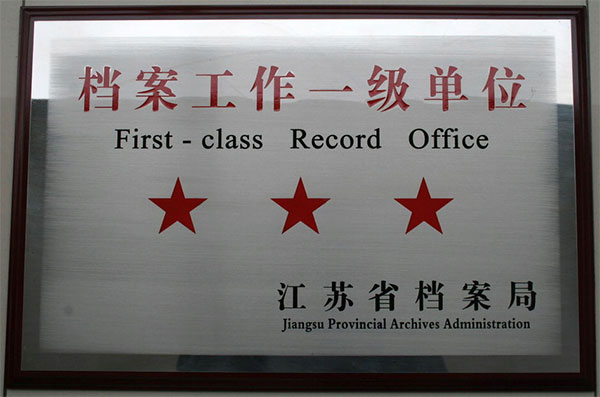 档案工作一级单位
First - class Record Office
江苏省档案局
Jiangsu Provincial Archives Administration